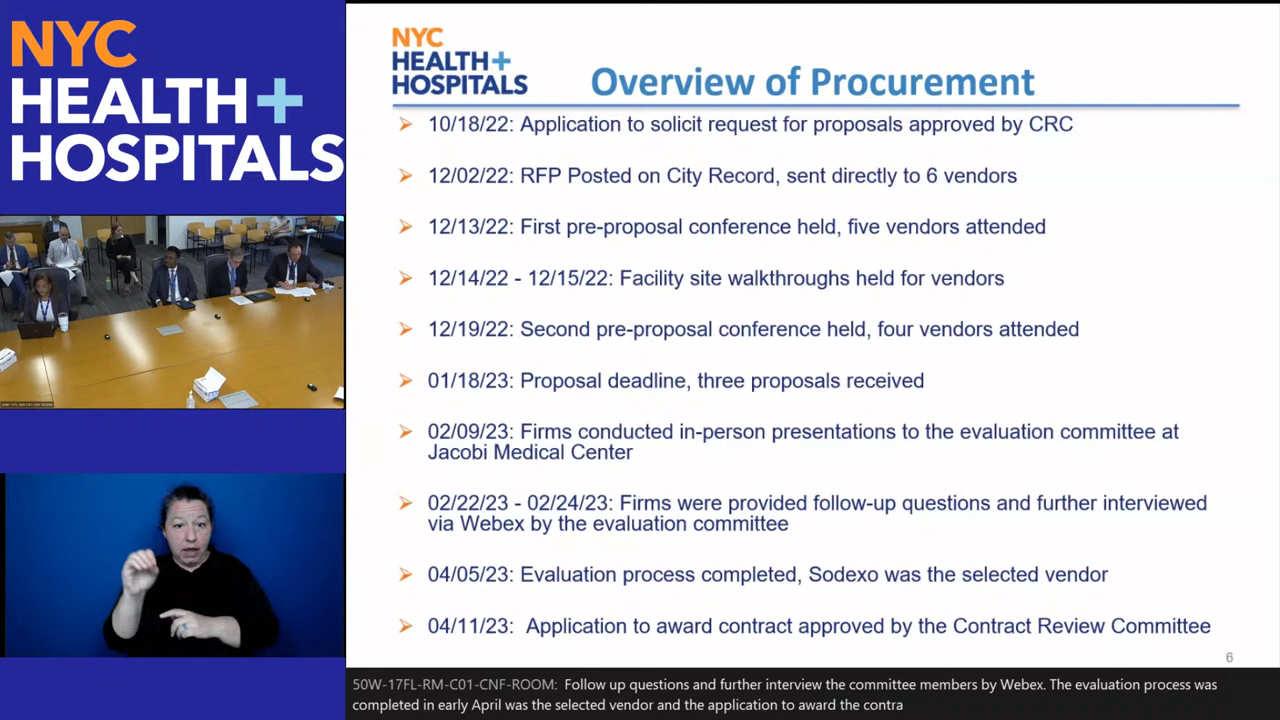 NYC
HEALTH+
HOSPITALS
50W-17FL-RM-C01-CNF-ROOM
NYC
HEALTH+
HOSPITALS
Overview of Procurement
10/18/22: Application to solicit request for proposals approved by CRC
12/02/22: RFP Posted on City Record, sent directly to 6 vendors
12/13/22: First pre-proposal conference held, five vendors attended
12/14/22 - 12/15/22: Facility site walkthroughs held for vendors
12/19/22: Second pre-proposal conference held, four vendors attended
01/18/23: Proposal deadline, three proposals received
02/09/23: Firms conducted in-person presentations to the evaluation committee at
Jacobi Medical Center
02/22/23 - 02/24/23: Firms were provided follow-up questions and further interviewed
via Webex by the evaluation committee
04/05/23: Evaluation process completed, Sodexo was the selected vendor
04/11/23:  Application to award contract approved by the Contract Review Committee
6
50W-17FL-RM-C01-CNF-ROOM: Follow up questions and further interview the committee members by Webex. The evaluation process was
completed in early April was the selected vendor and the application to award the contra